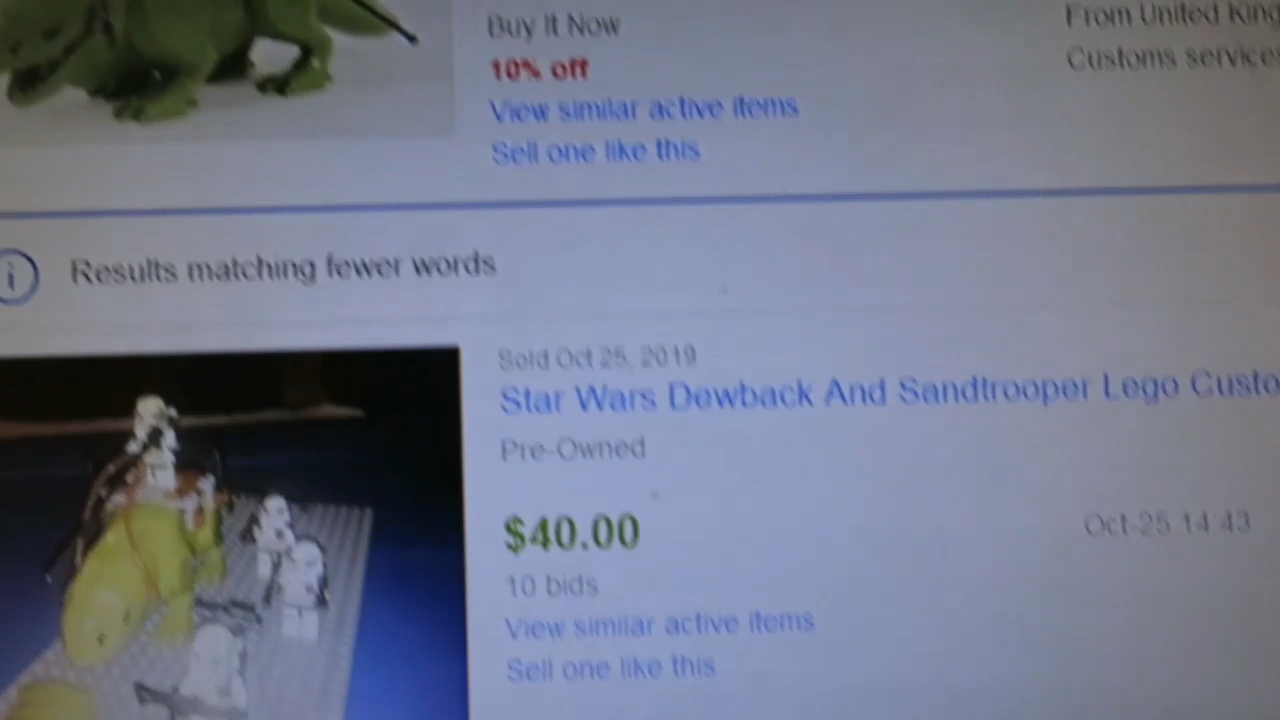 Buy It Now
From United King
10% off
Customs service
View similar active items
Sell one like this
i Results matching fewer words
Sold Oct 25, 2019
Star Wars Dewback And Sandtrooper Lego Custo
Pre-Owned
$40.00
Oct-25 14:43
10 bids
View similar active items
Sell one like this